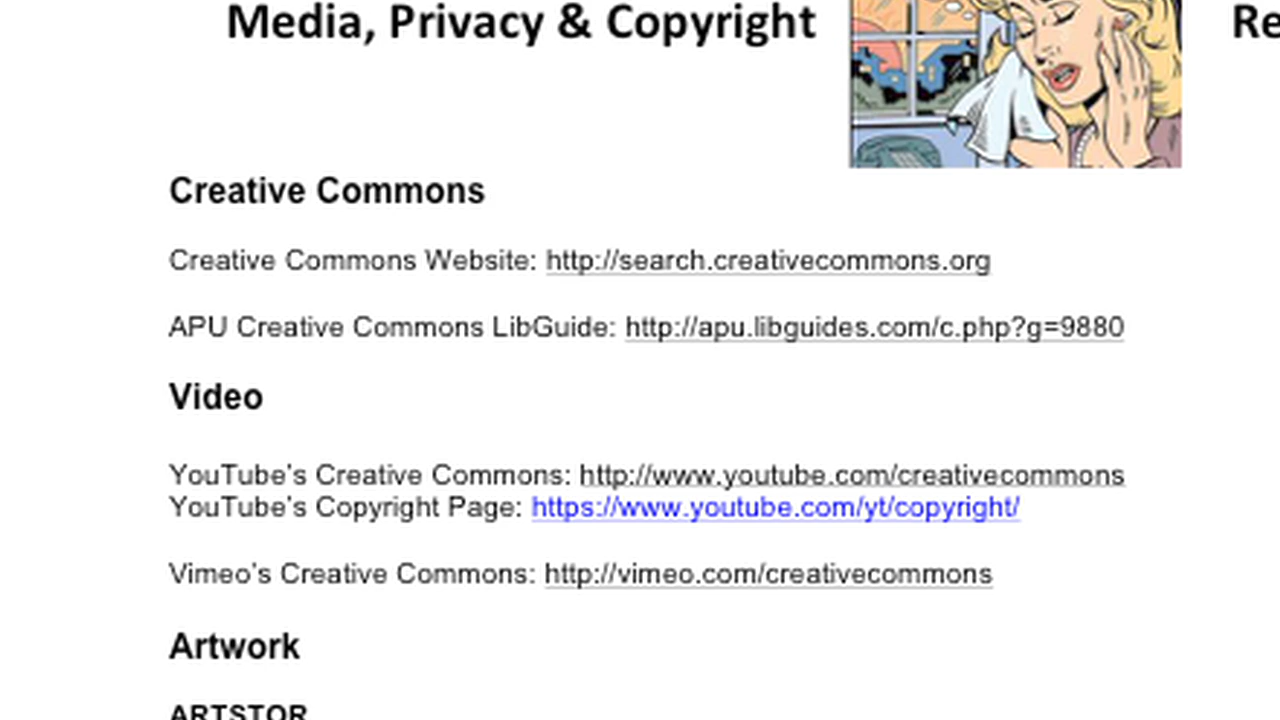 Media, Privacy & Copyright
Creative Commons
Creative Commons Website: http://search.creativecommons.org
APU Creative Commons LibGuide: http://apu.libguides.com/c.php?g=9880
Video
YouTube's Creative Commons: http://www.youtube.com/creativecommons
YouTube's Copyright Page: https://www.youtube.com/yt/copyright/
Vimeo's Creative Commons: http://vimeo.com/creativecommons
Artwork
ARTSTOR